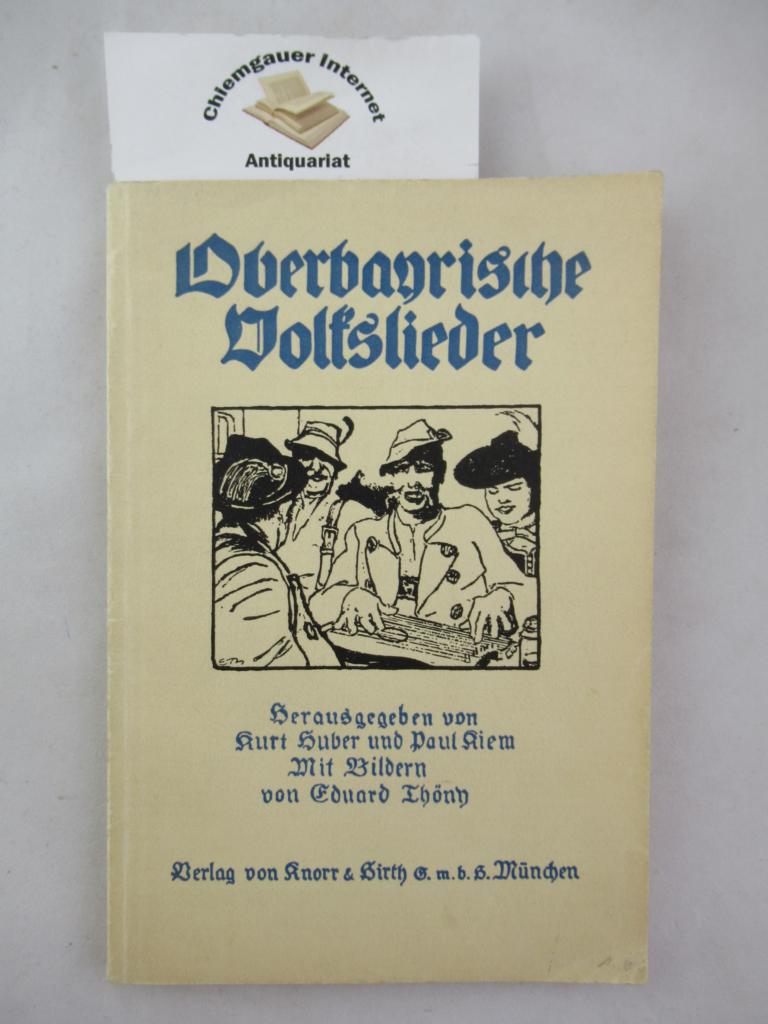 Chiemgauer Internet
Antiquariat
Oberbayrische
Volkslieder
Herausgegeben von
Kurt Huber und Paul Kiem
Mit Bildern
von Eduard Thöny
Verlag von Knorr & Hirth G.m.b.H. München